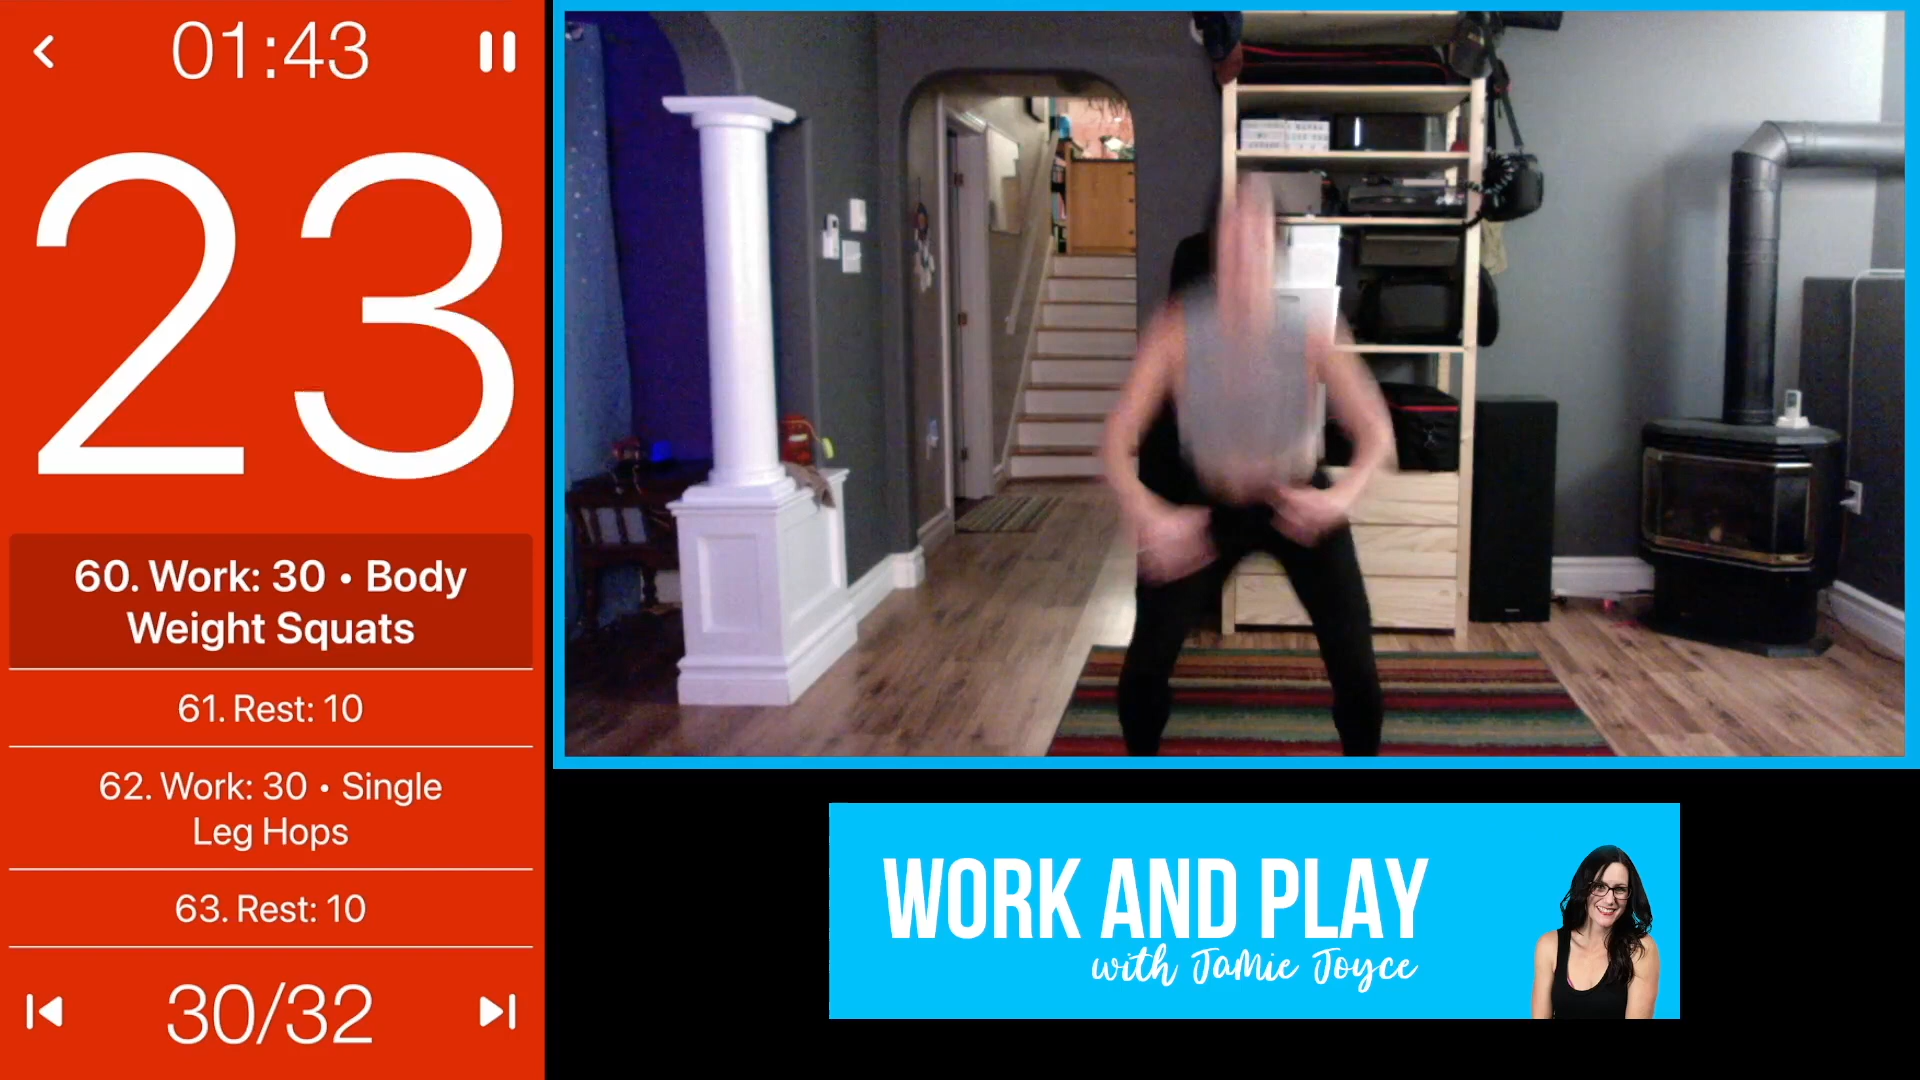 01:43
23
60. Work: 30 • Body
Weight Squats
61. Rest: 10
62. Work: 30 • Single
Leg Hops
63. Rest: 10
30/32
WORK AND PLAY
with Jamie Joyce